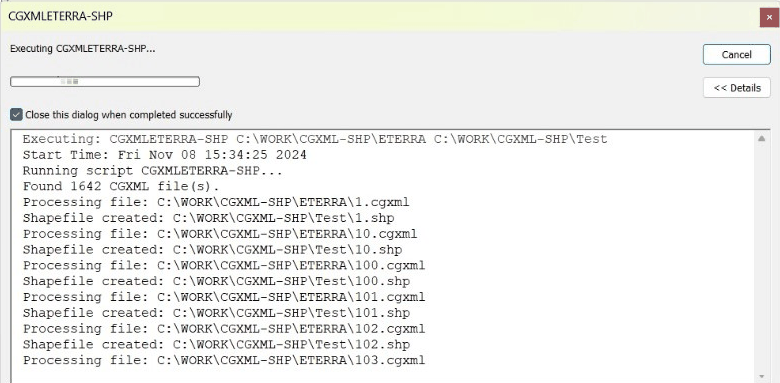 CGXMLETERRA-SHP
Executing CGXMLETERRA-SHP...
Cancel
<< Details
Close this dialog when completed successfully
Executing: CGXMLETERRA-SHP C:\WORK\CGXML-SHP\ETERRA C:\WORK\CGXML-SHP\Test
Start Time: Fri Nov 08 15:34:25 2024
Running script CGXMLETERRA-SHP...
Found 1642 CGXML file(s).
Processing file: C:\WORK\CGXML-SHP\ETERRA\1.cgxml
Shapefile created: C:\WORK\CGXML-SHP\Test\1.shp
Processing file: C:\WORK\CGXML-SHP\ETERRA\10.cgxml
Shapefile created: C:\WORK\CGXML-SHP\Test\10.shp
Processing file: C:\WORK\CGXML-SHP\ETERRA\100.cgxml
Shapefile created: C:\WORK\CGXML-SHP\Test\100.shp
Processing file: C:\WORK\CGXML-SHP\ETERRA\101.cgxml
Shapefile created: C:\WORK\CGXML-SHP\Test\101.shp
Processing file: C:\WORK\CGXML-SHP\ETERRA\102.cgxml
Shapefile created: C:\WORK\CGXML-SHP\Test\102.shp
Processing file: C:\WORK\CGXML-SHP\ETERRA\103.cgxml